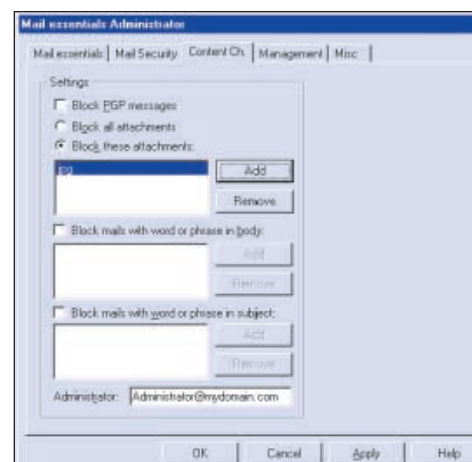 Mail essentials Administrator
Mail essentials Mail Security Content Ch. Management Misc
Settings
Block PGP messages
Block all attachments
Block these attachments:
jpg
Add
Remove
Block mails with word or phrase in body:
Add
Remove
Block mails with word or phrase in subject:
Add
Remove
Administrator: Administrator@mydomain.com
OK Cancel Apply Help